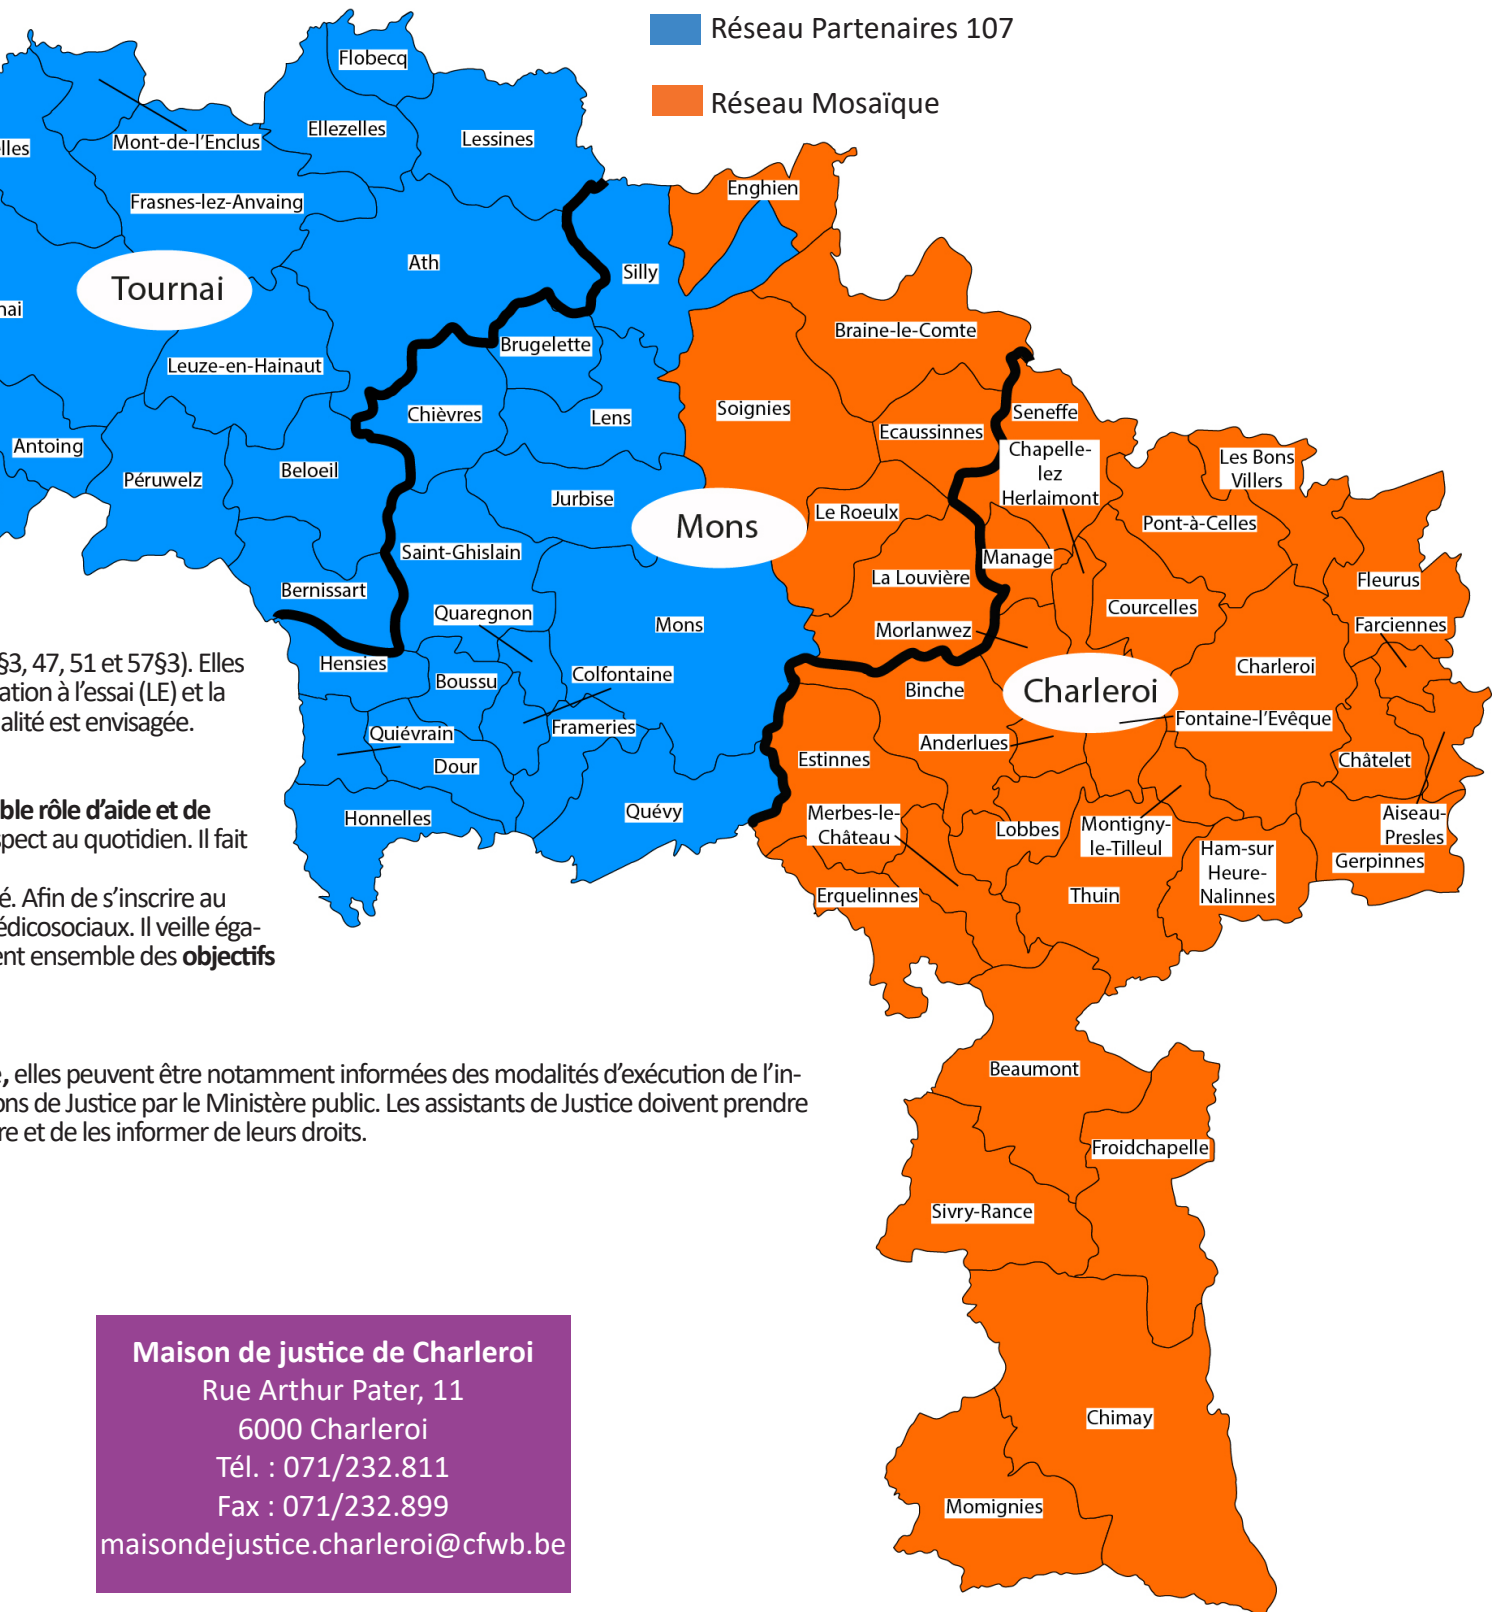 Réseau Partenaires 107
Réseau Mosaïque
Flobecq
Ellezelles
Lessines
Mont-de-l'Enclus
elles
Frasnes-lez-Anvaing
Enghien
Ath
Silly
Tournai
nai
Braine-le-Comte
Brugelette
Leuze-en-Hainaut
Chièvres
Lens
Soignies
Seneffe
Ecaussinnes
Antoing
Chapelle-
lez
Herlaimont
Les Bons
Villers
Beloeil
Péruwelz
Jurbise
Le Roeulx
Mons
Pont-à-Celles
Saint-Ghislain
Manage
La Louvière
Fleurus
Bernissart
Quaregnon
Courcelles
Mons
Morlanwez
Farciennes
Hensies
Boussu
Colfontaine
Binche
Charleroi
Charleroi
Fontaine-l'Evêque
Quiévrain
Frameries
Anderlues
Dour
Estinnes
Châtelet
Honnelles
Quévy
Merbes-le-
Château
Lobbes
Montigny-
le-Tilleul
Aiseau-
Presles
Ham-sur
Heure-
Nalinnes
Gerpinnes
Erquelinnes
Thuin
Beaumont
Froidchapelle
Sivry-Rance
Chimay
Momignies
§3, 47, 51 et 57§3). Elles
ation à l'essai (LE) et la
alité est envisagée.
ble rôle d'aide et de
spect au quotidien. Il fait
é. Afin de s'inscrire au
édicosociaux. Il veille éga-
ent ensemble des objectifs
e, elles peuvent être notamment informées des modalités d'exécution de l'in-
ons de Justice par le Ministère public. Les assistants de Justice doivent prendre
re et de les informer de leurs droits.
Maison de justice de Charleroi
Rue Arthur Pater, 11
6000 Charleroi
Tél. : 071/232.811
Fax : 071/232.899
maisondejustice.charleroi@cfwb.be